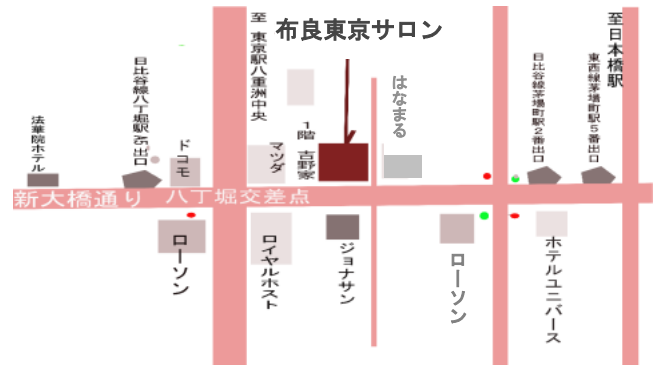 布良東京サロン
至 東京駅八重洲中央
至日本橋駅
法華院ホテル
日比谷線八丁堀駅A5出口
ドコモ
マツダ
1階 吉野家
はなまる
日比谷線茅場町駅2番出口
東西線茅場町駅5番出口
新大橋通り 八丁堀交差点
ローソン
ロイヤルホスト
ジョナサン
ローソン
ホテルユニバース